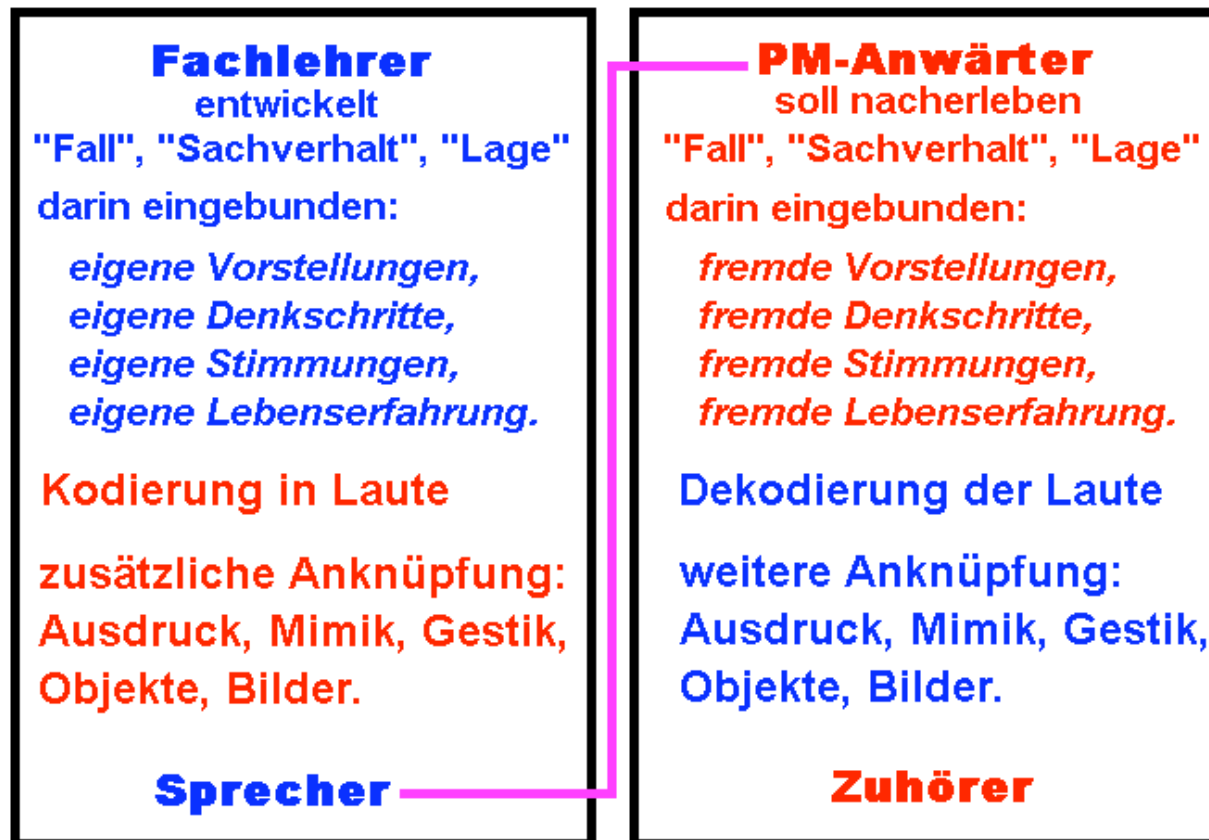 Fachlehrer
entwickelt
"Fall", "Sachverhalt", "Lage"
darin eingebunden:
eigene Vorstellungen,
eigene Denkschritte,
eigene Stimmungen,
eigene Lebenserfahrung.
Kodierung in Laute
zusätzliche Anknüpfung:
Ausdruck, Mimik, Gestik,
Objekte, Bilder.
Sprecher
PM-Anwärter
soll nacherleben
"Fall", "Sachverhalt", "Lage"
darin eingebunden:
fremde Vorstellungen,
fremde Denkschritte,
fremde Stimmungen,
fremde Lebenserfahrung.
Dekodierung der Laute
weitere Anknüpfung:
Ausdruck, Mimik, Gestik,
Objekte, Bilder.
Zuhörer